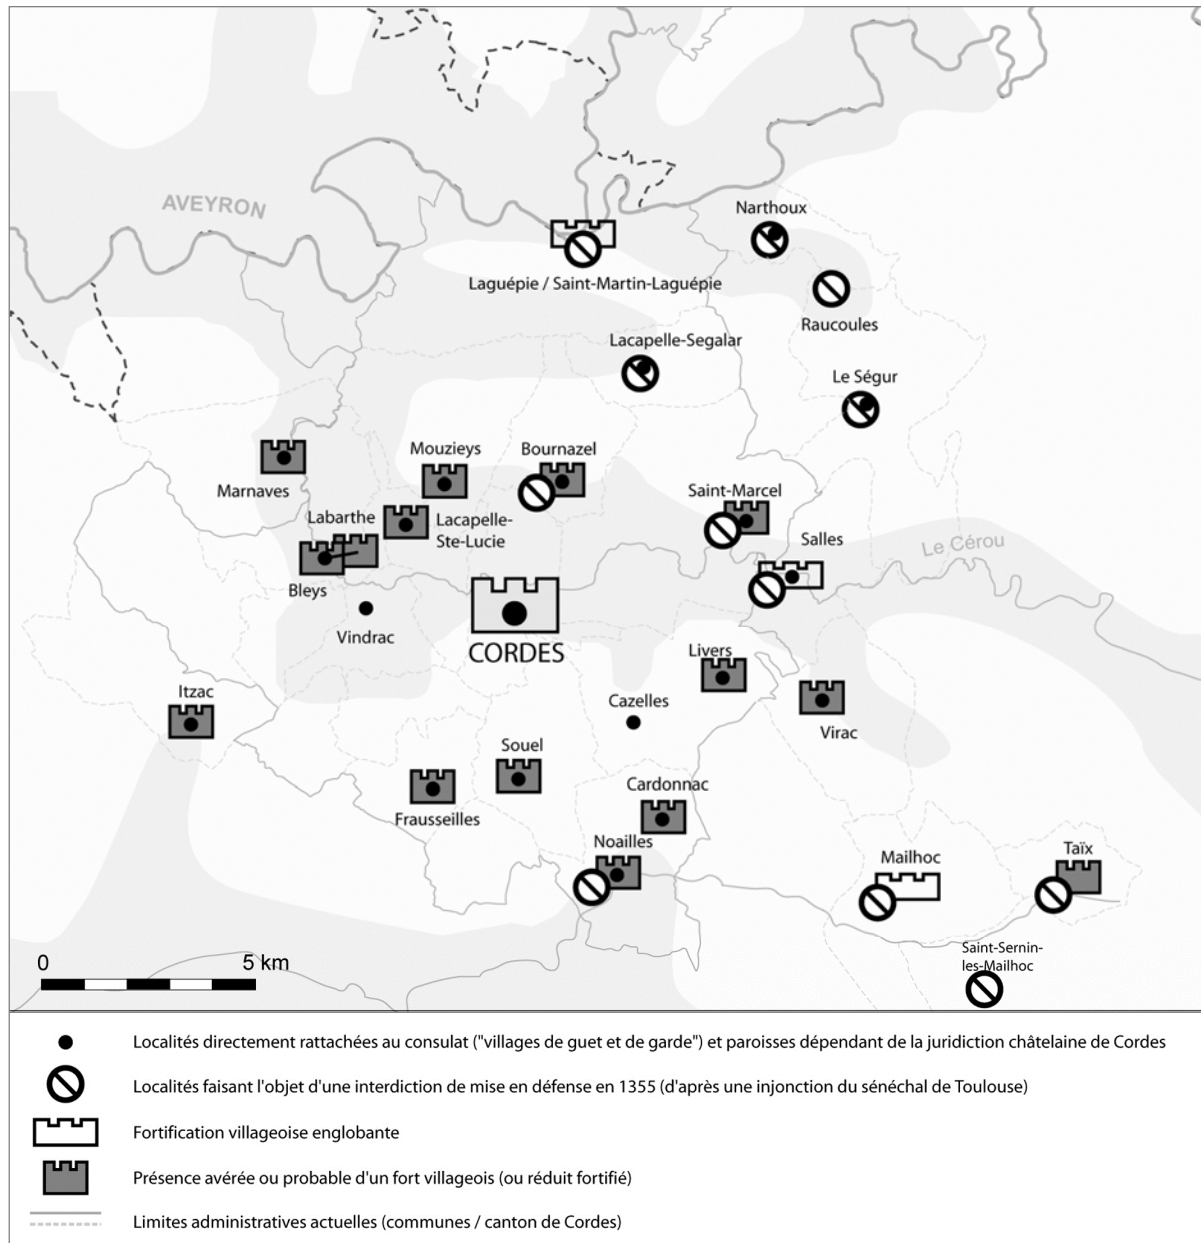 AVEYRON
Narthoux
Laguépie / Saint-Martin-Laguépie
Raucoules
Lacapelle-Segalar
Le Ségur
Mouzieys
Bournazel
Marnaves
Saint-Marcel
Labarthe
Lacapelle-
Ste-Lucie
Salles
Le Cérou
Bleys
Vindrac
CORDES
Livers
Itzac
Cazelles
Virac
Souel
Cardonnac
Frausseilles
Noailles
Mailhoc
Taïx
Saint-Sernin-
les-Mailhoc
0 5 km
Localités directement rattachées au consulat ("villages de guet et de garde") et paroisses dépendant de la juridiction châtelaine de Cordes
Localités faisant l'objet d'une interdiction de mise en défense en 1355 (d'après une injonction du sénéchal de Toulouse)
Fortification villageoise englobante
Présence avérée ou probable d'un fort villageois (ou réduit fortifié)
Limites administratives actuelles (communes / canton de Cordes)